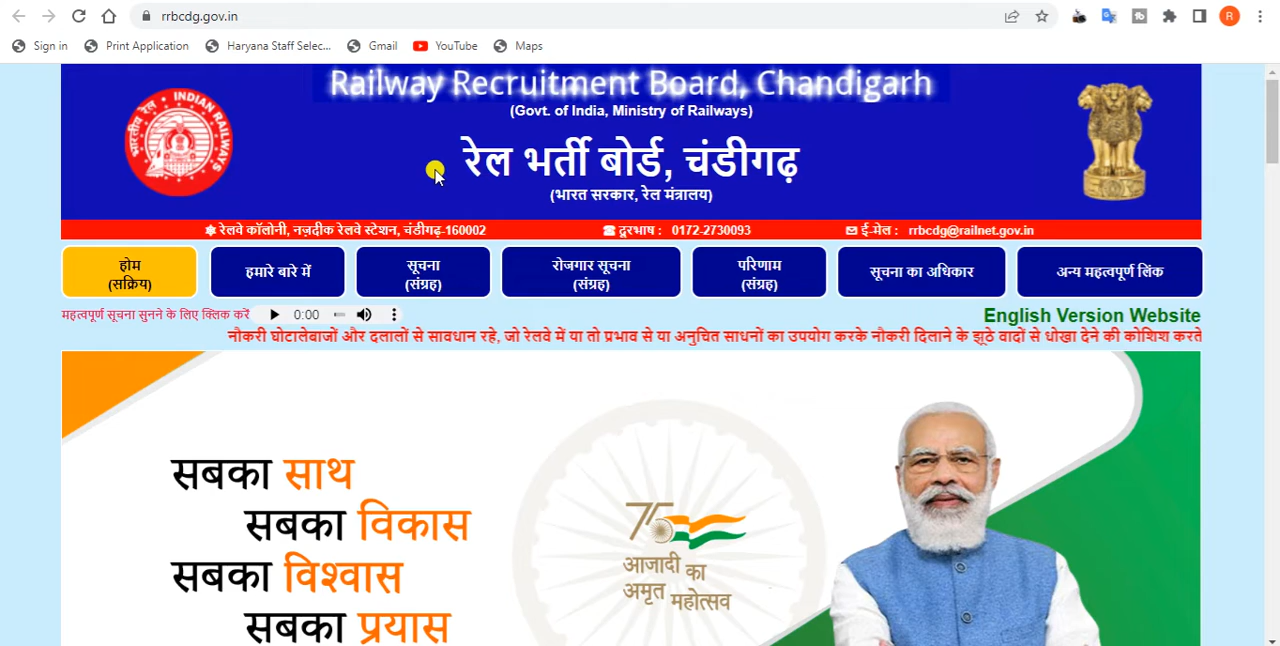 rrbcdg.gov.in
R
Sign in Print Application Haryana Staff Selec... Gmail YouTube Maps
Railway Recruitment Board, Chandigarh
(Govt. of India, Ministry of Railways)
रेल भर्ती बोर्ड, चंडीगढ़
(भारत सरकार, रेल मंत्रालय)
INDIAN RAILWAYS
भारतीय रेल
रेलवे कॉलोनी, नज़दीक रेलवे स्टेशन, चंडीगढ़-160002 दूरभाष : 0172-2730093 ई-मेल : rrbcdg@railnet.gov.in
होम (सक्रिय)
हमारे बारे में
सूचना (संग्रह)
रोजगार सूचना (संग्रह)
परिणाम (संग्रह)
सूचना का अधिकार
अन्य महत्वपूर्ण लिंक
महत्वपूर्ण सूचना सुनने के लिए क्लिक करें 0:00 English Version Website
नौकरी घोटालेबाजों और दलालों से सावधान रहे, जो रेलवे में या तो प्रभाव से या अनुचित साधनों का उपयोग करके नौकरी दिलाने के झूठे वादों से धोखा देने की कोशिश करते
सबका साथ
सबका विकास
सबका विश्वास
सबका प्रयास
75
आजादी का
अमृत महोत्सव